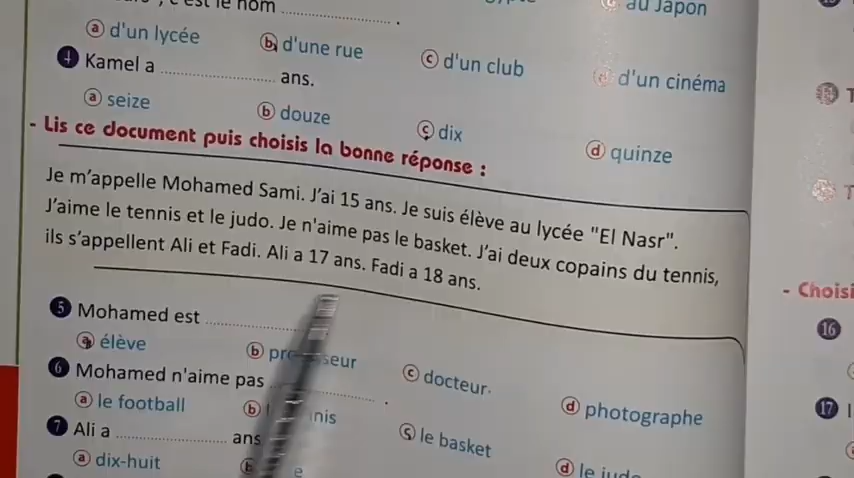 est le nom ............ .
au Japon
ⓐ d'un lycée ⓑ d'une rue ⓒ d'un club ⓓ d'un cinéma
4 Kamel a ............ ans.
ⓐ seize ⓑ douze ⓒ dix ⓓ quinze
- Lis ce document puis choisis la bonne réponse :
Je m'appelle Mohamed Sami. J'ai 15 ans. Je suis élève au lycée "El Nasr".
J'aime le tennis et le judo. Je n'aime pas le basket. J'ai deux copains du tennis,
ils s'appellent Ali et Fadi. Ali a 17 ans. Fadi a 18 ans.
- Choisi
5 Mohamed est ............
16
ⓐ élève ⓑ ⓒ docteur. ⓓ photographe
6 Mohamed n'aime pas ............ .
17
ⓐ le football ⓑ ⓒ le basket ⓓ le
7 Ali a ............ ans
ⓐ dix-huit ⓑ